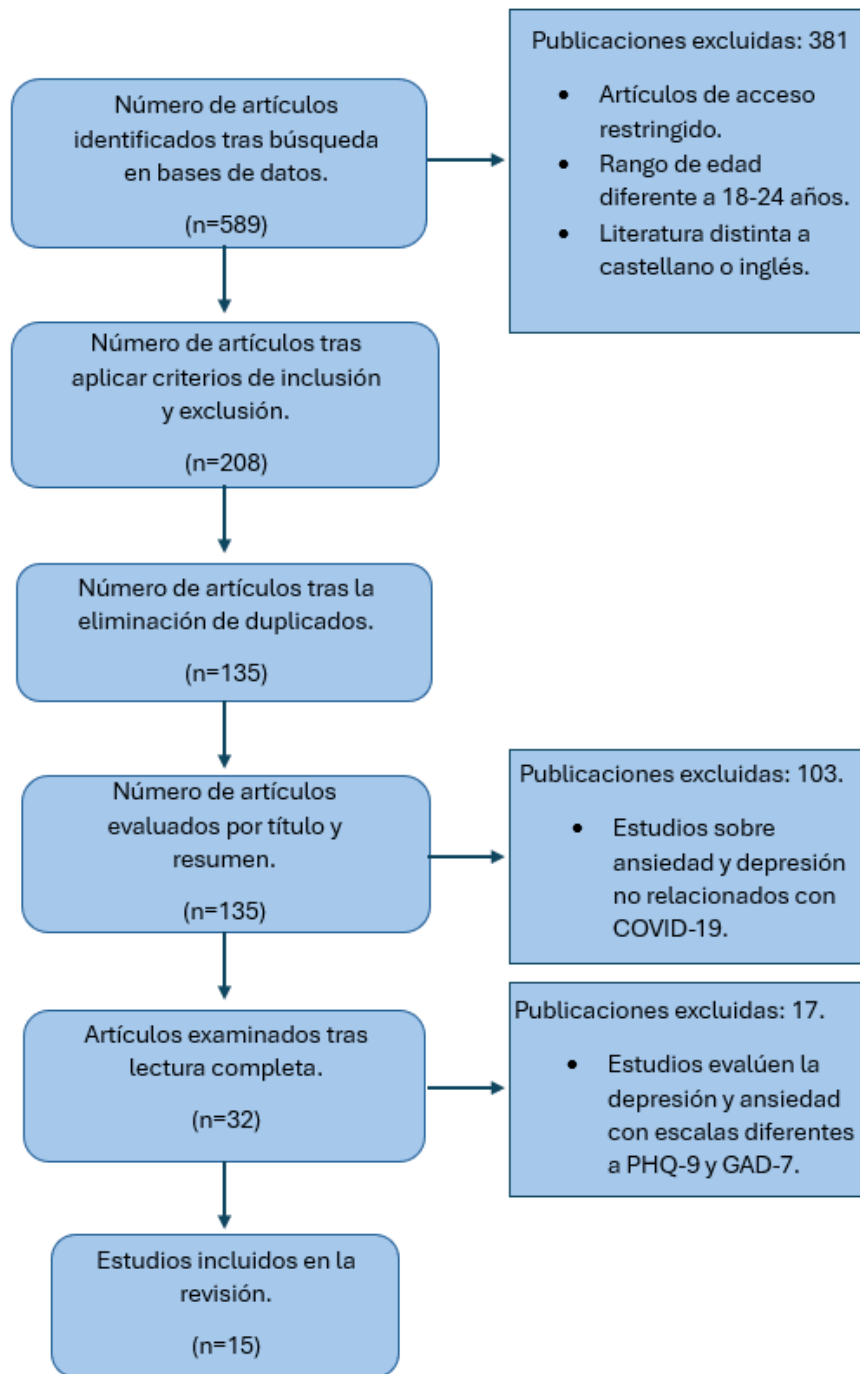 Número de artículos
identificados tras búsqueda
en bases de datos.
(n=589)
Publicaciones excluidas: 381
• Artículos de acceso
restringido.
• Rango de edad
diferente a 18-24 años.
• Literatura distinta a
castellano o inglés.
Número de artículos tras
aplicar criterios de inclusión
y exclusión.
(n=208)
Número de artículos tras la
eliminación de duplicados.
(n=135)
Número de artículos
evaluados por título y
resumen.
(n=135)
Publicaciones excluidas: 103.
• Estudios sobre
ansiedad y depresión
no relacionados con
COVID-19.
Artículos examinados tras
lectura completa.
(n=32)
Publicaciones excluidas: 17.
• Estudios evalúen la
depresión y ansiedad
con escalas diferentes
a PHQ-9 y GAD-7.
Estudios incluidos en la
revisión.
(n=15)